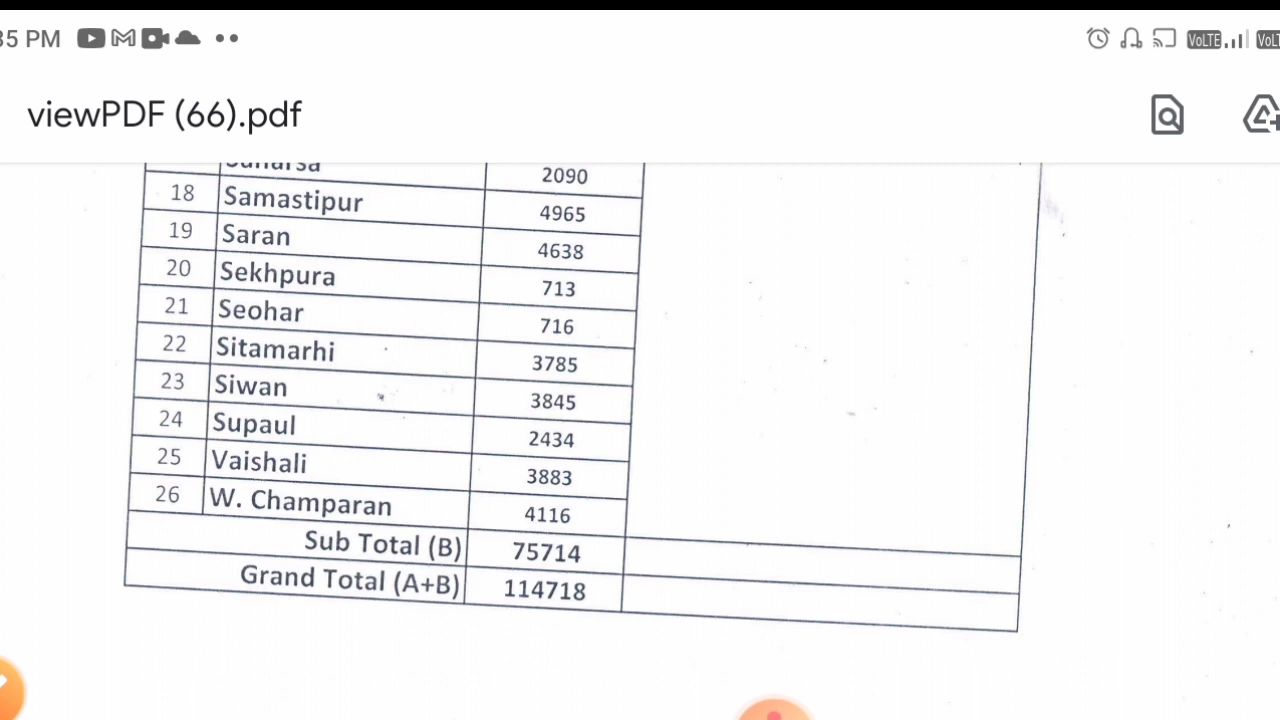 35 PM
VoLTE
viewPDF (66).pdf
2090
18 Samastipur 4965
19 Saran 4638
20 Sekhpura 713
21 Seohar 716
22 Sitamarhi 3785
23 Siwan 3845
24 Supaul 2434
25 Vaishali 3883
26 W. Champaran 4116
Sub Total (B) 75714
Grand Total (A+B) 114718